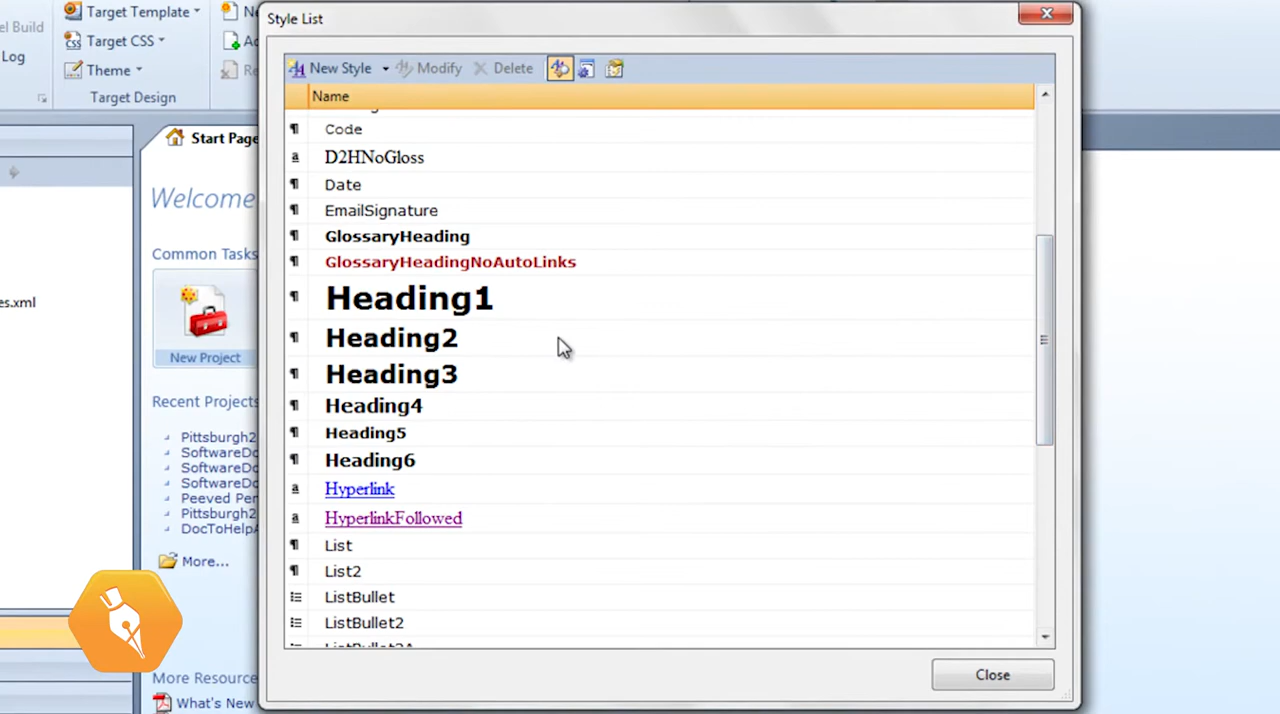 el Build
Log
Target Template
Target CSS
Theme
Target Design
Style List
New Style
Modify
Delete
Name
Code
D2HNoGloss
Date
EmailSignature
GlossaryHeading
GlossaryHeadingNoAutoLinks
Heading1
Heading2
Heading3
Heading4
Heading5
Heading6
Hyperlink
HyperlinkFollowed
List
List2
ListBullet
ListBullet2
ListBullet2A
Close
es.xml
Start Page
Welcome
Common Tasks
New Project
Recent Projects
Pittsburgh2
SoftwareDo
SoftwareDo
SoftwareDo
Peeved Pen
Pittsburgh2
DocToHelpA
More...
More Resource
What's New